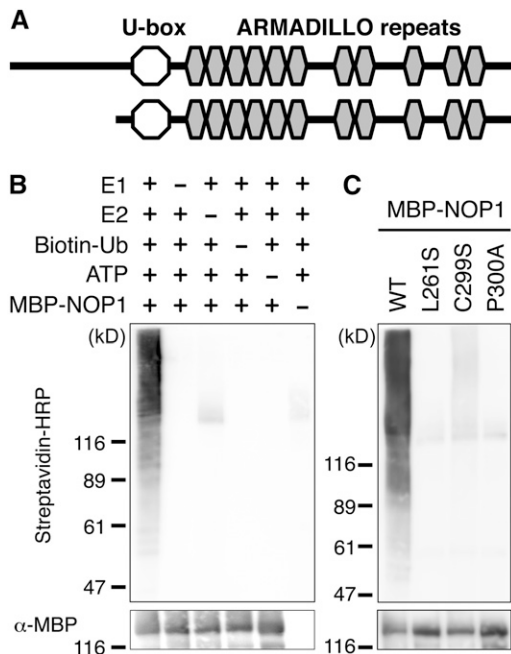 A
U-box ARMADILLO repeats
B
E1 + – + + + +
E2 + + – + + +
Biotin-Ub + + + – + +
ATP + + + + – +
MBP-NOP1 + + + + + –
(kD)
116
89
61
47
Streptavidin-HRP
α-MBP
116
C
MBP-NOP1
WT L261S C299S P300A
(kD)
116
89
61
47
116